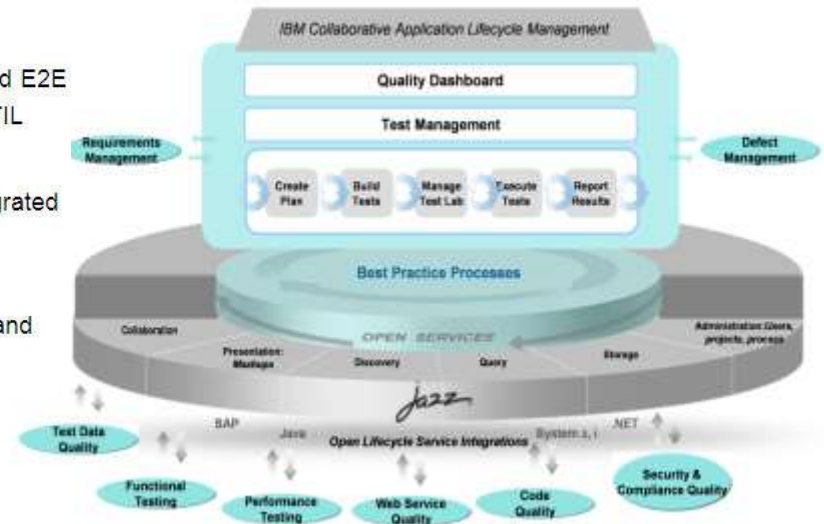 IBM Collaborative Application Lifecycle Management
d E2E
Quality Dashboard
TIL
Test Management
Requirements
Management
Defect
Management
grated
Create
Plan
Build
Tests
Manage
Test Lab
Execute
Tests
Report
Results
Best Practice Processes
and
Collaboration
OPEN SERVICES
Administration: Users,
projects, process
Presentation:
Mashups
Discovery
Query
Storage
Jazz
Test Data
Quality
SAP
Java
Open Lifecycle Service Integrations
System z, i
.NET
Functional
Testing
Performance
Testing
Web Service
Quality
Code
Quality
Security &
Compliance Quality